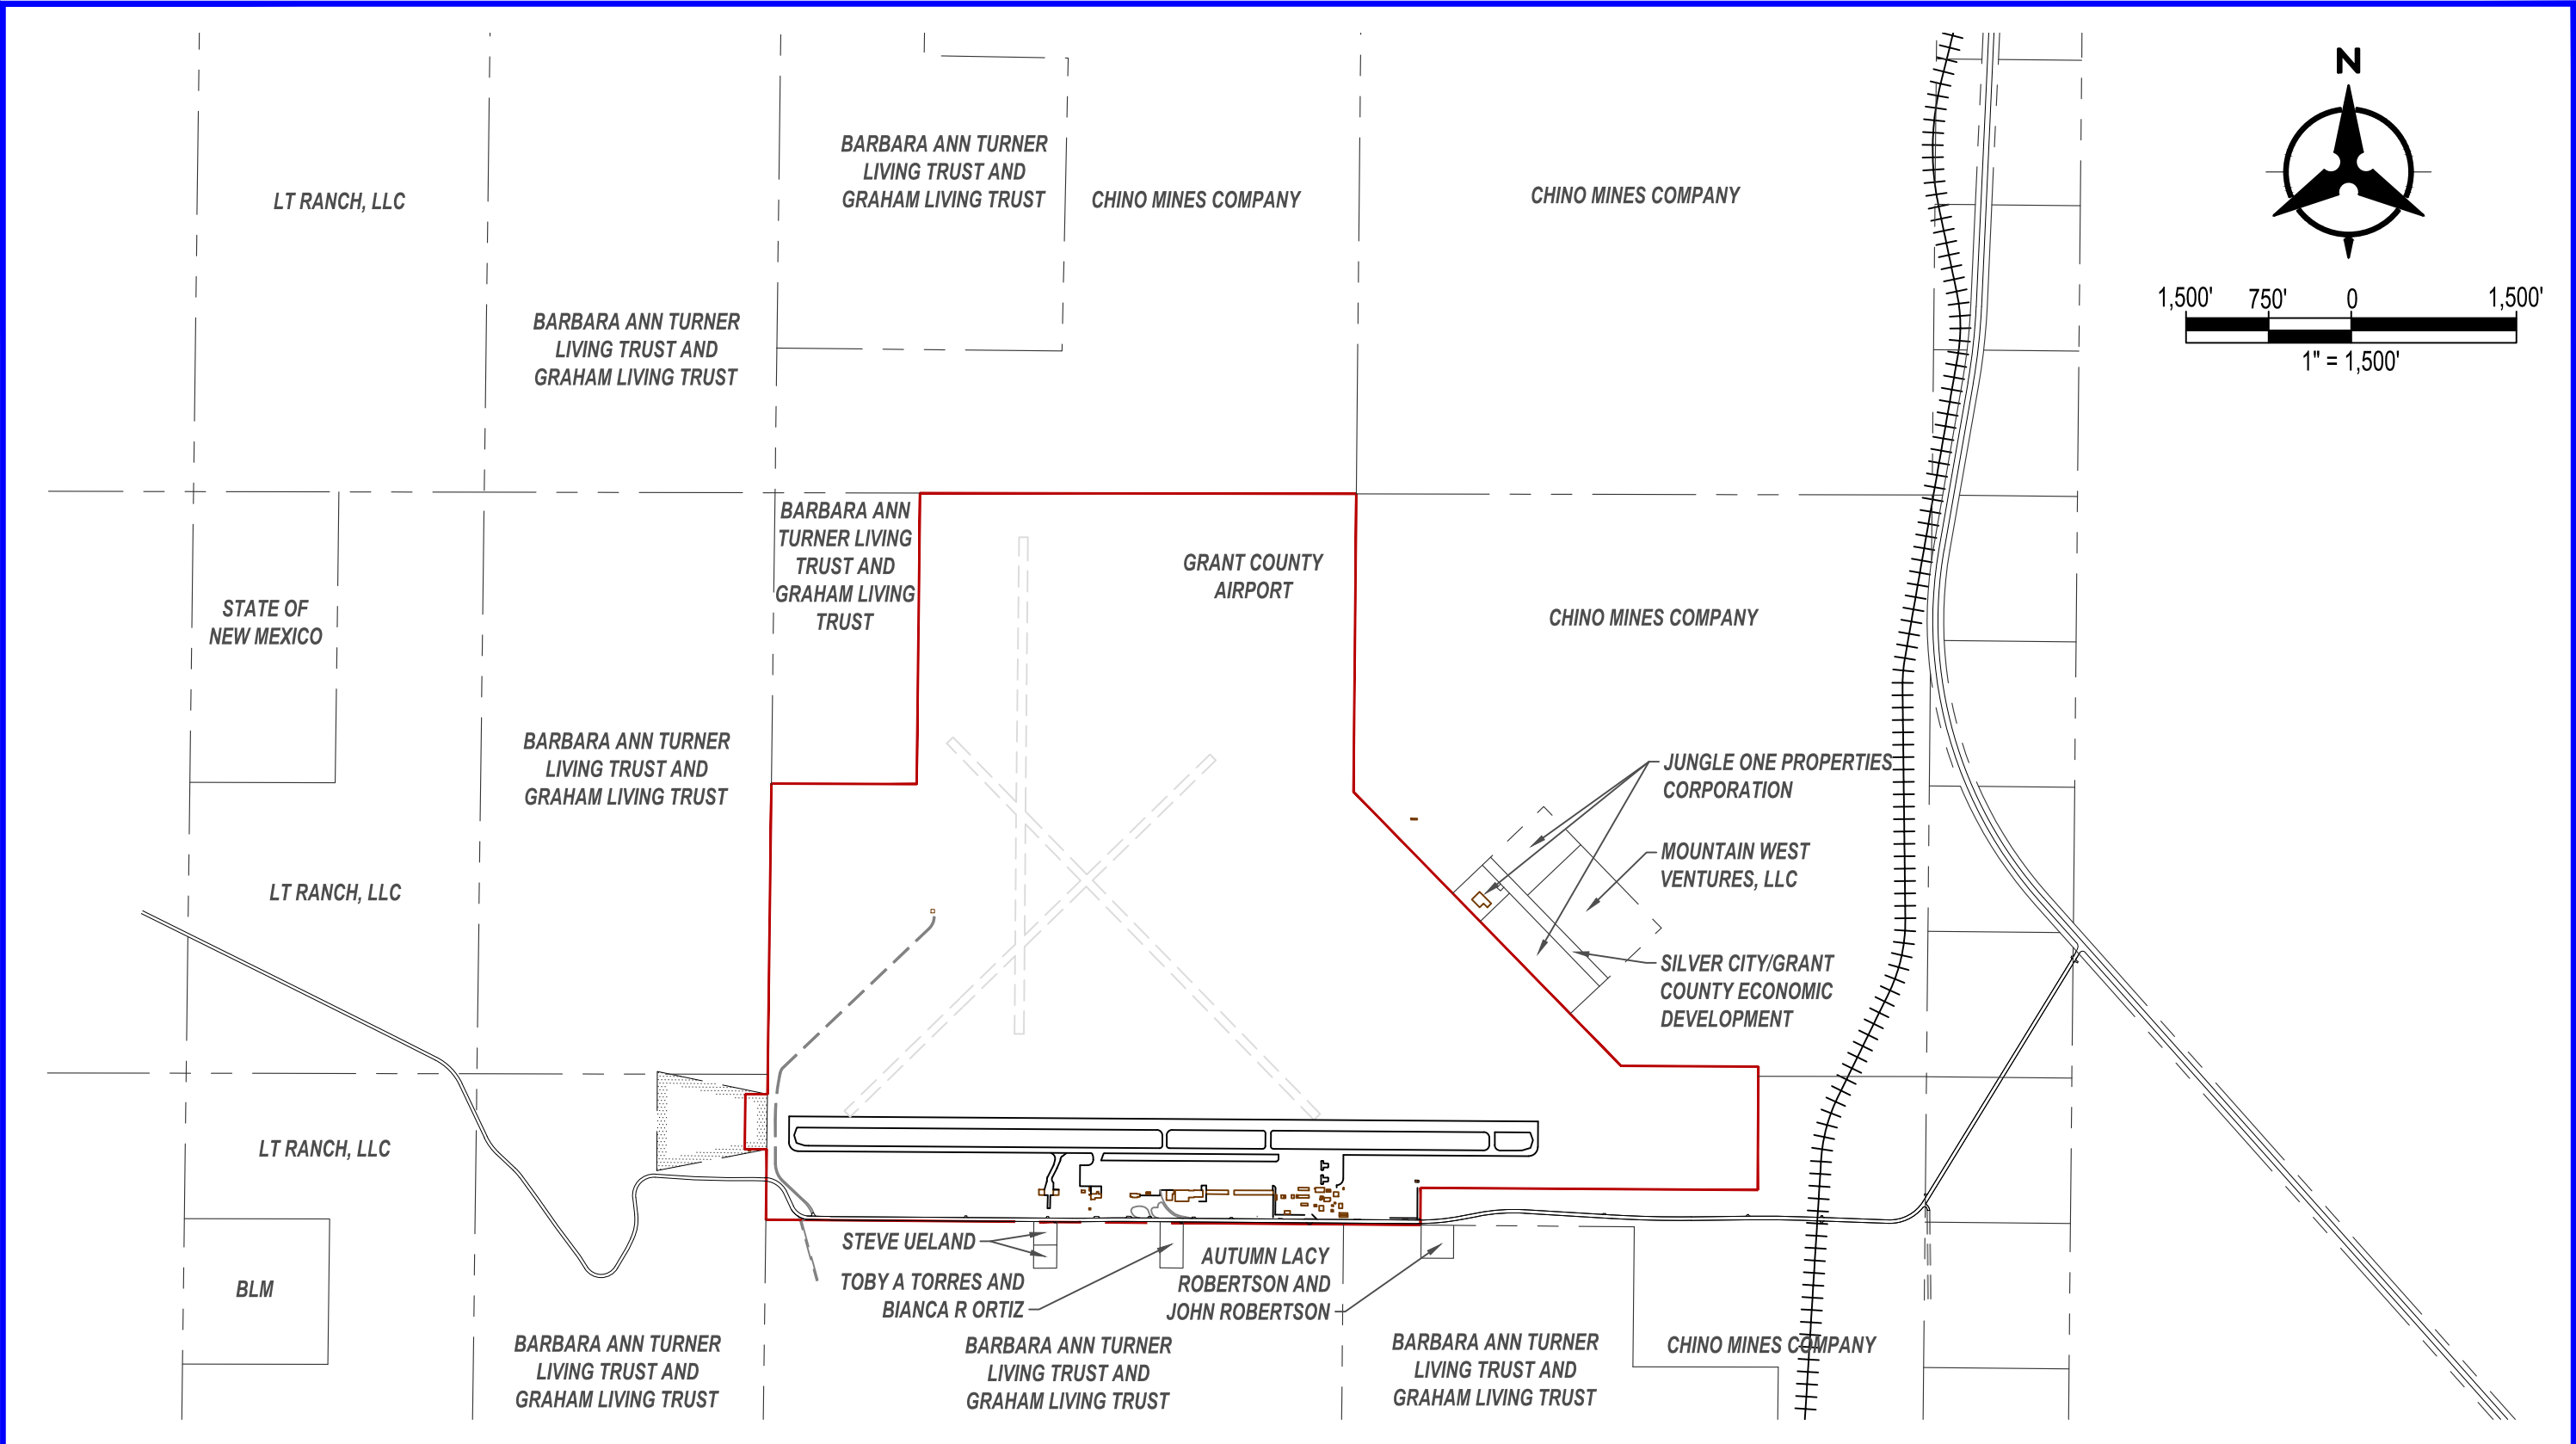 N
1,500' 750' 0 1,500'
1" = 1,500'
BARBARA ANN TURNER
LIVING TRUST AND
GRAHAM LIVING TRUST
LT RANCH, LLC
CHINO MINES COMPANY
CHINO MINES COMPANY
BARBARA ANN TURNER
LIVING TRUST AND
GRAHAM LIVING TRUST
BARBARA ANN
TURNER LIVING
TRUST AND
GRAHAM LIVING
TRUST
GRANT COUNTY
AIRPORT
STATE OF
NEW MEXICO
CHINO MINES COMPANY
BARBARA ANN TURNER
LIVING TRUST AND
GRAHAM LIVING TRUST
JUNGLE ONE PROPERTIES
CORPORATION
MOUNTAIN WEST
VENTURES, LLC
LT RANCH, LLC
SILVER CITY/GRANT
COUNTY ECONOMIC
DEVELOPMENT
LT RANCH, LLC
STEVE UELAND
TOBY A TORRES AND
BIANCA R ORTIZ
AUTUMN LACY
ROBERTSON AND
JOHN ROBERTSON
BLM
BARBARA ANN TURNER
LIVING TRUST AND
GRAHAM LIVING TRUST
BARBARA ANN TURNER
LIVING TRUST AND
GRAHAM LIVING TRUST
BARBARA ANN TURNER
LIVING TRUST AND
GRAHAM LIVING TRUST
CHINO MINES COMPANY